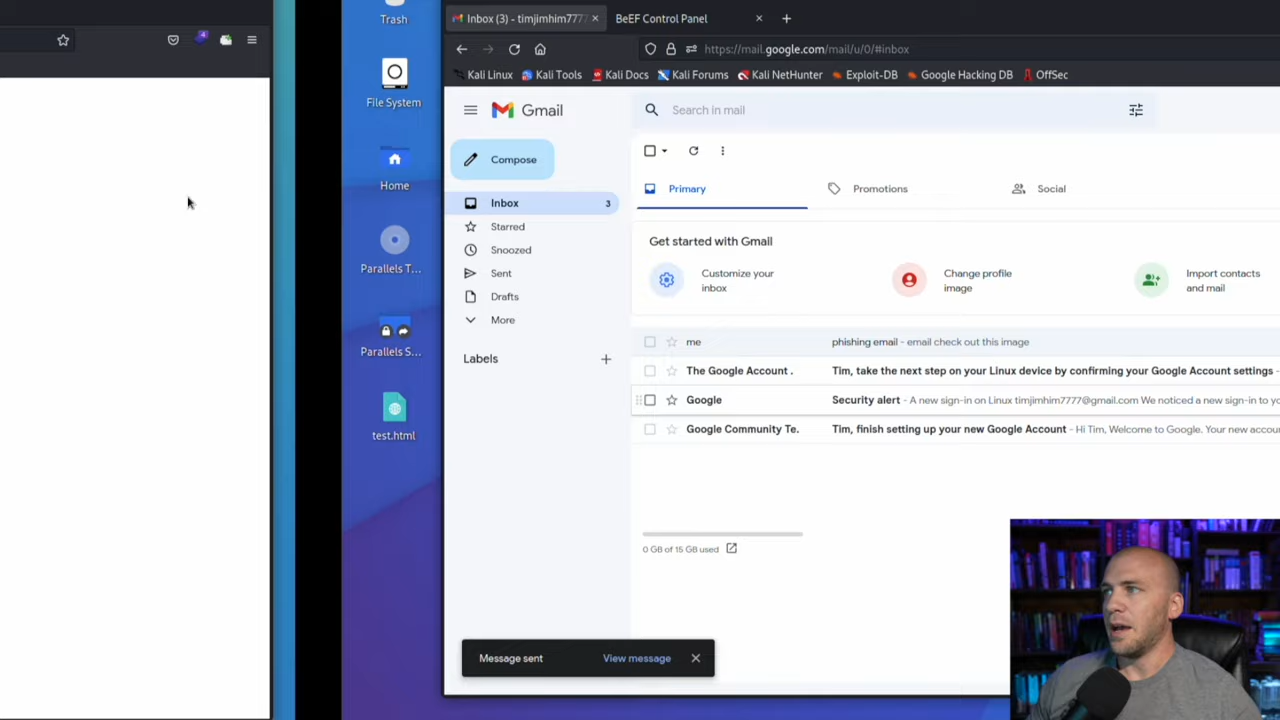 Trash
File System
Home
Parallels T...
Parallels S...
test.html
4
Inbox (3) - timjimhim777
BeEF Control Panel
https://mail.google.com/mail/u/0/#inbox
Kali Linux
Kali Tools
Kali Docs
Kali Forums
Kali NetHunter
Exploit-DB
Google Hacking DB
OffSec
Gmail
Search in mail
Compose
Inbox 3
Starred
Snoozed
Sent
Drafts
More
Labels
Primary
Promotions
Social
Get started with Gmail
Customize your
inbox
Change profile
image
Import contacts
and mail
me phishing email - email check out this image
The Google Account . Tim, take the next step on your Linux device by confirming your Google Account settings -
Google Security alert - A new sign-in on Linux timjimhim7777@gmail.com We noticed a new sign-in to yo
Google Community Te. Tim, finish setting up your new Google Account - Hi Tim, Welcome to Google. Your new accou
0 GB of 15 GB used
Message sent View message